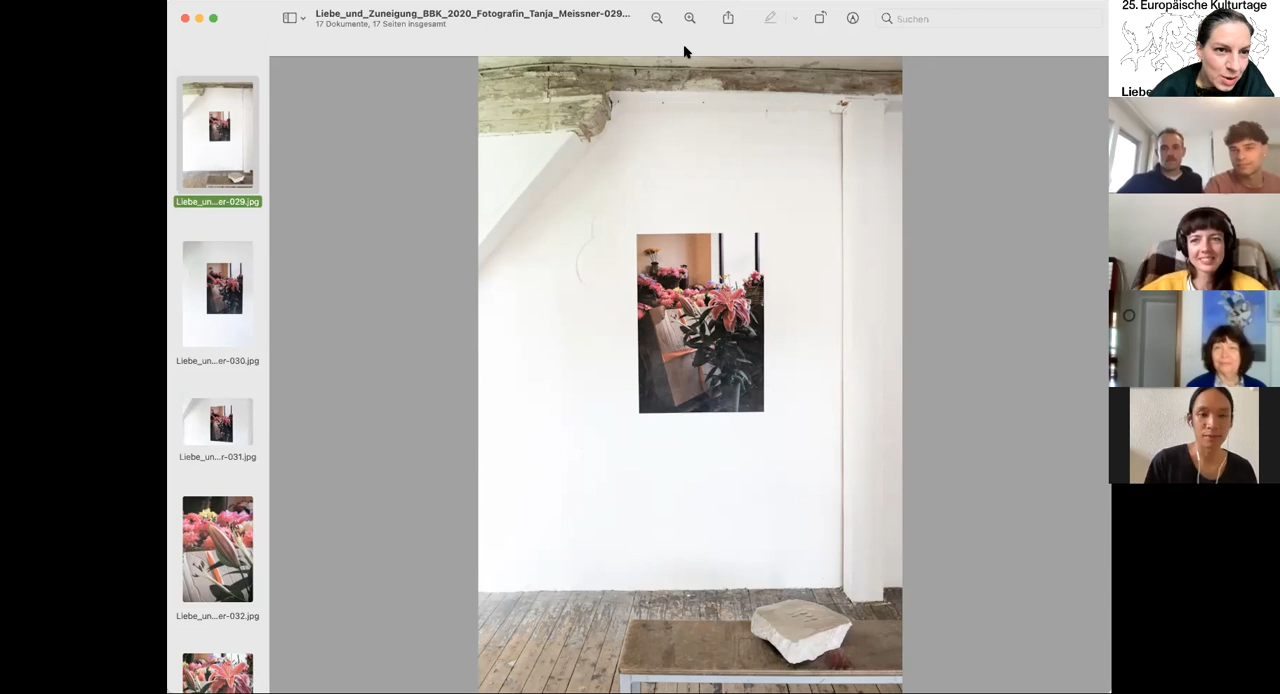 Liebe_und_Zuneigung_BBK_2020_Fotografin_Tanja_Meissner-029...
17 Dokumente, 17 Seiten insgesamt
Suchen
Liebe_un...er-029.jpg
Liebe_un...er-030.jpg
Liebe_un...r-031.jpg
Liebe_un...er-032.jpg
25. Europäische Kulturtage
Liebe